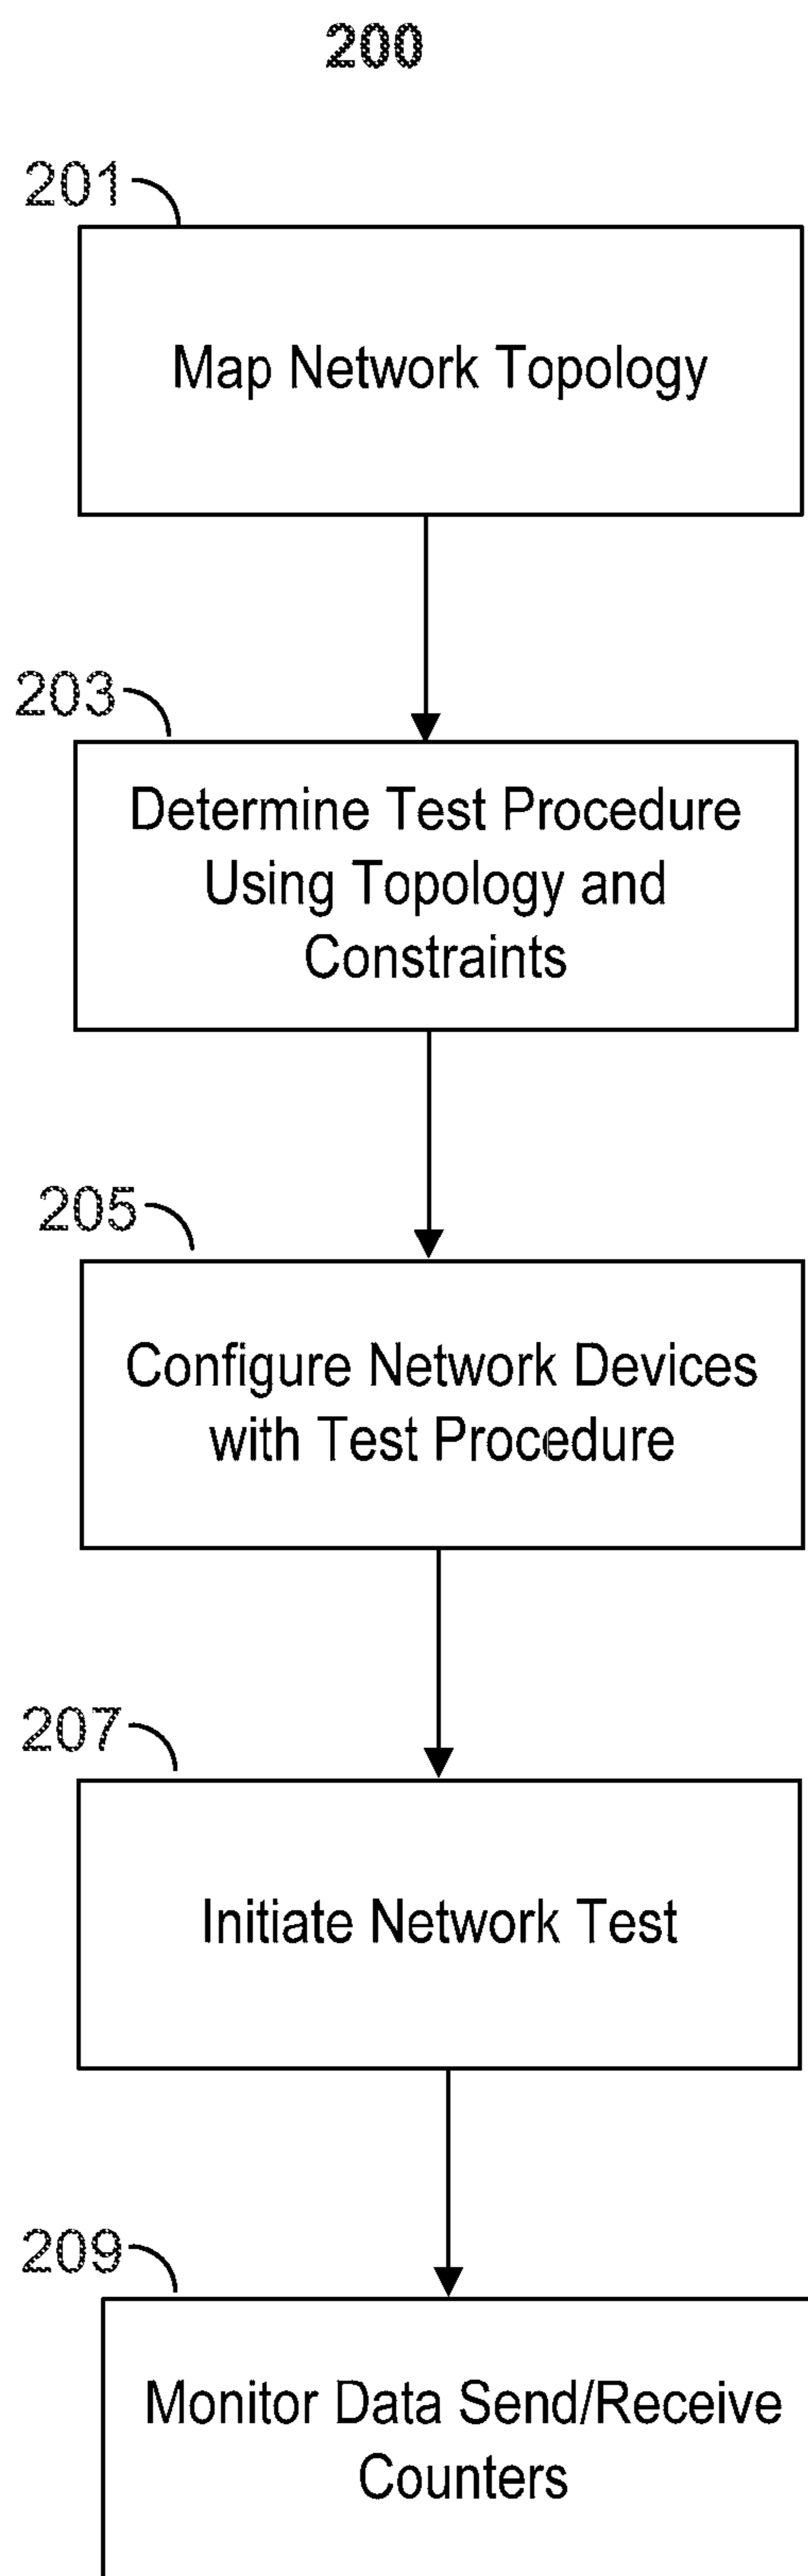 200
201
Map Network Topology
203
Determine Test Procedure
Using Topology and
Constraints
205
Configure Network Devices
with Test Procedure
207
Initiate Network Test
209
Monitor Data Send/Receive
Counters